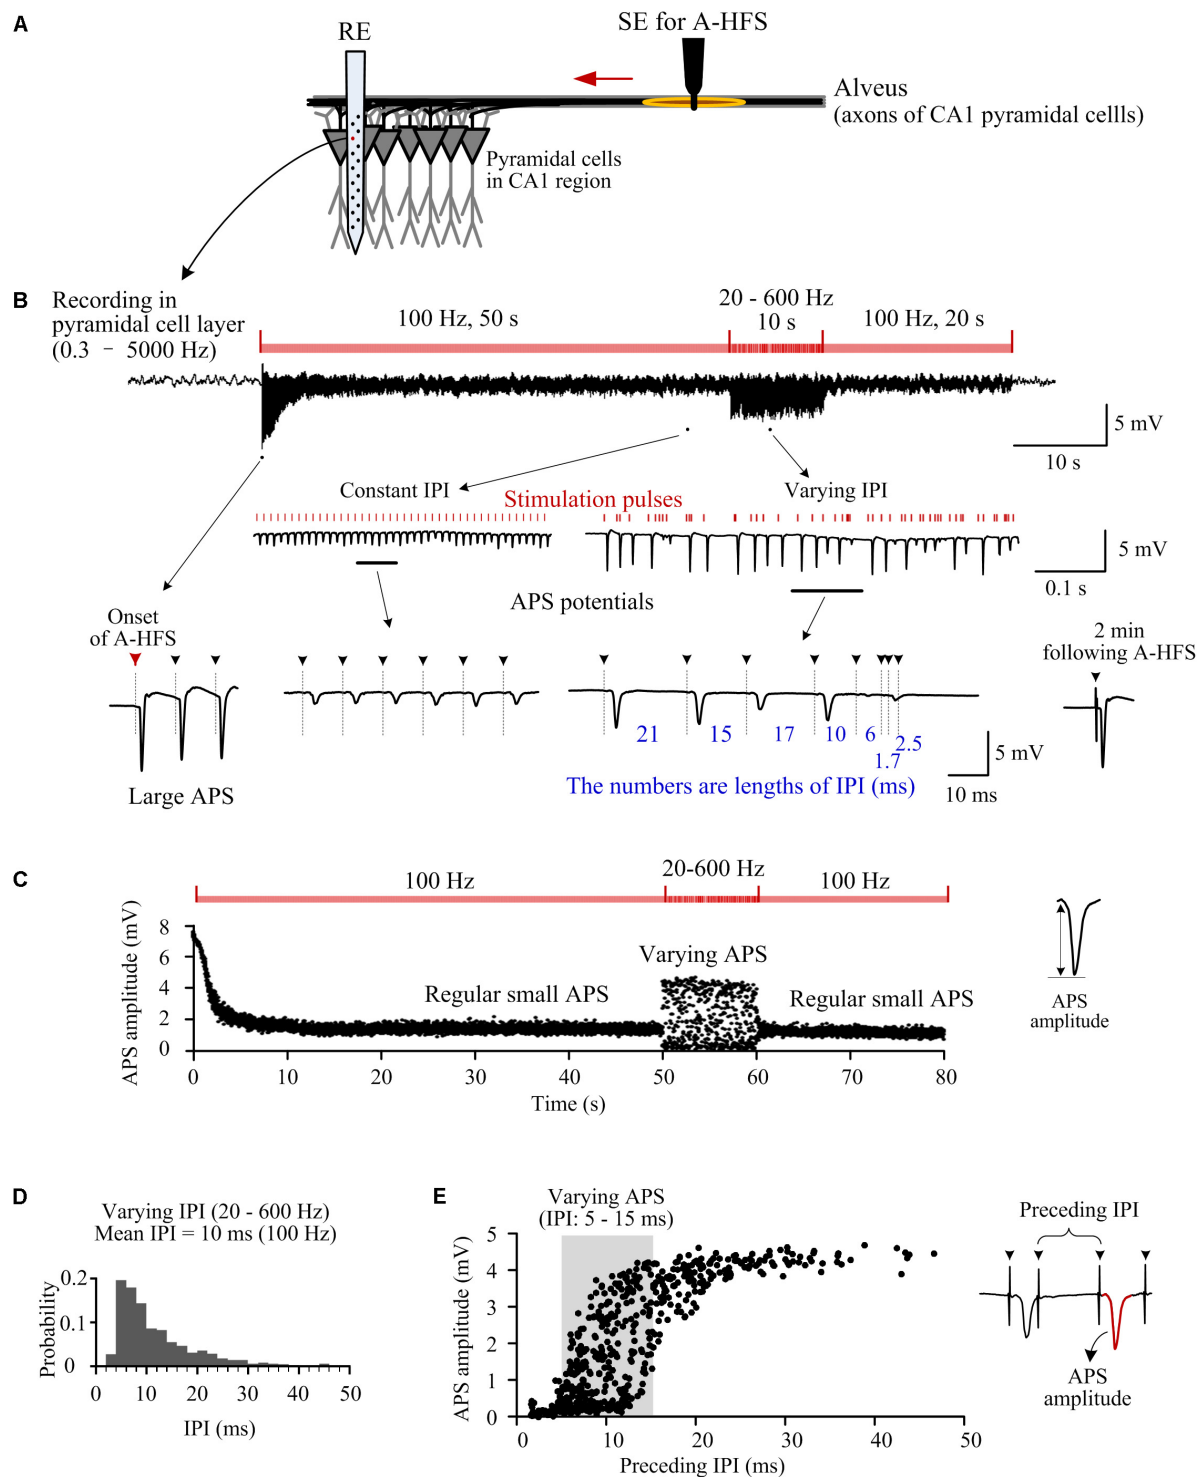 A
RE
SE for A-HFS
Alveus
(axons of CA1 pyramidal cellls)
Pyramidal cells
in CA1 region
B
Recording in
pyramidal cell layer
(0.3 – 5000 Hz)
100 Hz, 50 s
20 - 600 Hz
10 s
100 Hz, 20 s
5 mV
10 s
Constant IPI
Stimulation pulses
Varying IPI
5 mV
0.1 s
APS potentials
Onset
of A-HFS
2 min
following A-HFS
21
15
17
10
6
1.7
2.5
5 mV
10 ms
Large APS
The numbers are lengths of IPI (ms)
C
100 Hz
20-600 Hz
100 Hz
APS amplitude (mV)
8
6
4
2
0
Regular small APS
Varying APS
Regular small APS
0 10 20 30 40 50 60 70 80
Time (s)
APS
amplitude
D
Varying IPI (20 - 600 Hz)
Mean IPI = 10 ms (100 Hz)
Probability
0.2
0.1
0
0 10 20 30 40 50
IPI (ms)
E
Varying APS
(IPI: 5 - 15 ms)
APS amplitude (mV)
5
4
3
2
1
0
0 10 20 30 40 50
Preceding IPI (ms)
Preceding IPI
APS
amplitude